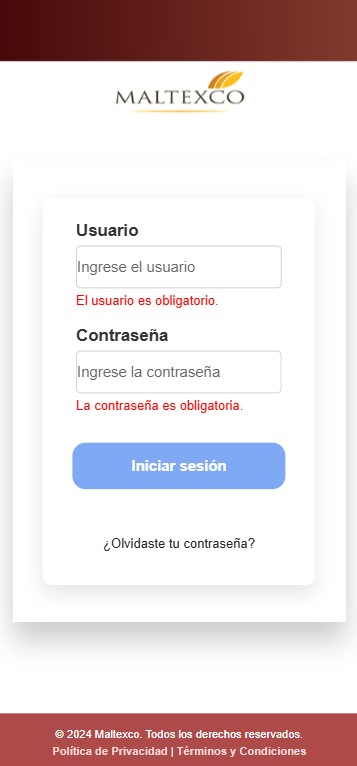 MALTEXCO
Usuario
Ingrese el usuario
El usuario es obligatorio.
Contraseña
Ingrese la contraseña
La contraseña es obligatoria.
Iniciar sesión
¿Olvidaste tu contraseña?
© 2024 Maltexco. Todos los derechos reservados.
Política de Privacidad | Términos y Condiciones